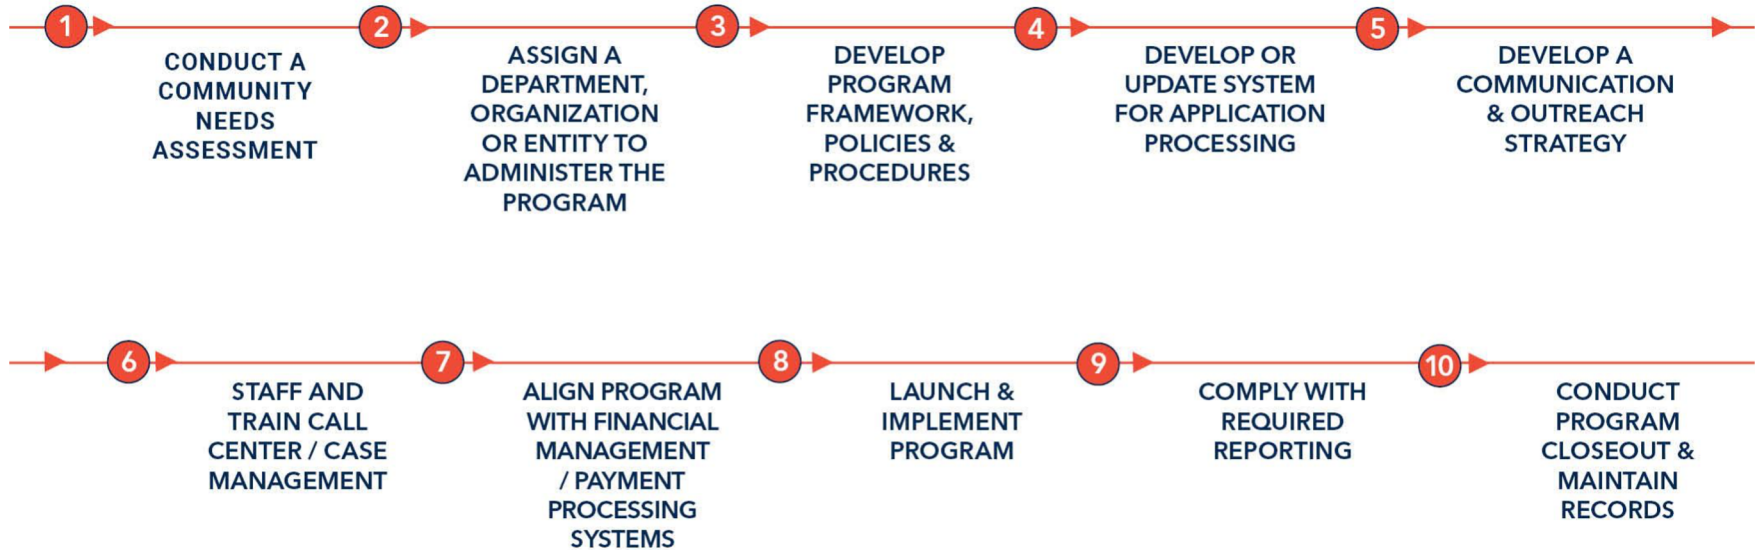 1
CONDUCT A
COMMUNITY
NEEDS
ASSESSMENT
2
ASSIGN A
DEPARTMENT,
ORGANIZATION
OR ENTITY TO
ADMINISTER THE
PROGRAM
3
DEVELOP
PROGRAM
FRAMEWORK,
POLICIES &
PROCEDURES
4
DEVELOP OR
UPDATE SYSTEM
FOR APPLICATION
PROCESSING
5
DEVELOP A
COMMUNICATION
& OUTREACH
STRATEGY
6
STAFF AND
TRAIN CALL
CENTER / CASE
MANAGEMENT
7
ALIGN PROGRAM
WITH FINANCIAL
MANAGEMENT
/ PAYMENT
PROCESSING
SYSTEMS
8
LAUNCH &
IMPLEMENT
PROGRAM
9
COMPLY WITH
REQUIRED
REPORTING
10
CONDUCT
PROGRAM
CLOSEOUT &
MAINTAIN
RECORDS